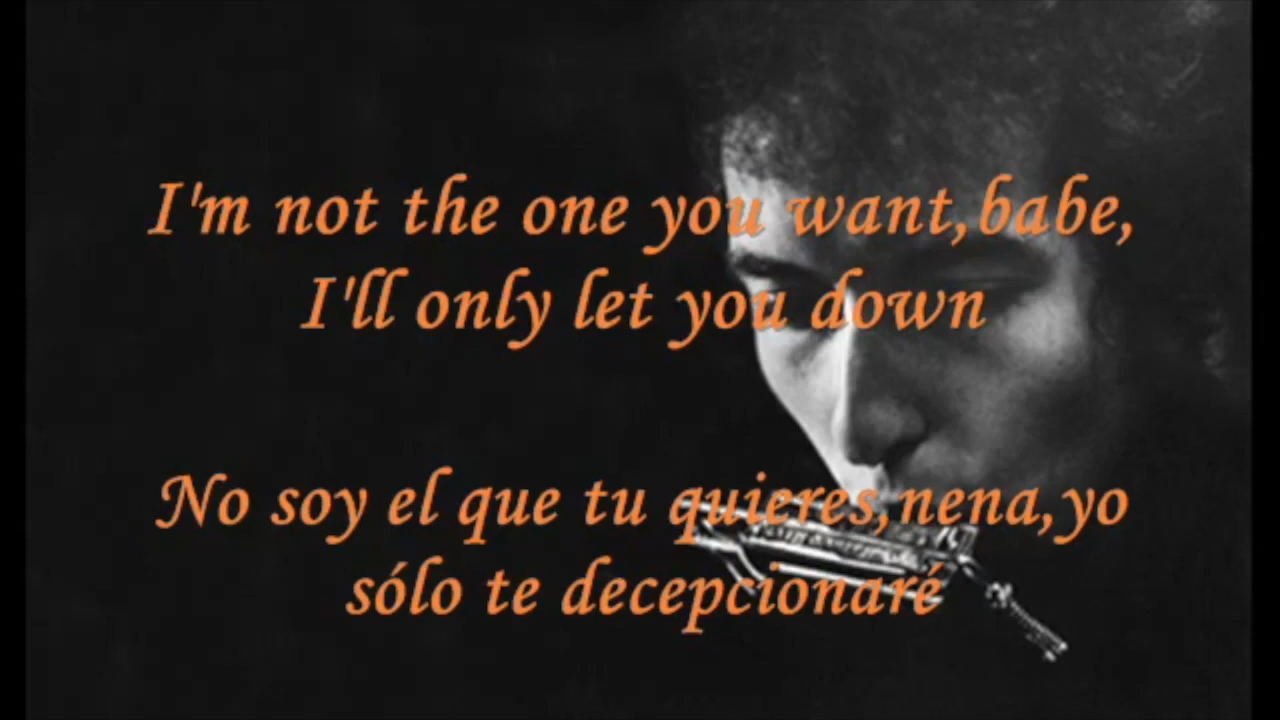 I'm not the one you want,babe,
I'll only let you down
No soy el que tu quieres,nena,yo
sólo te decepcionaré